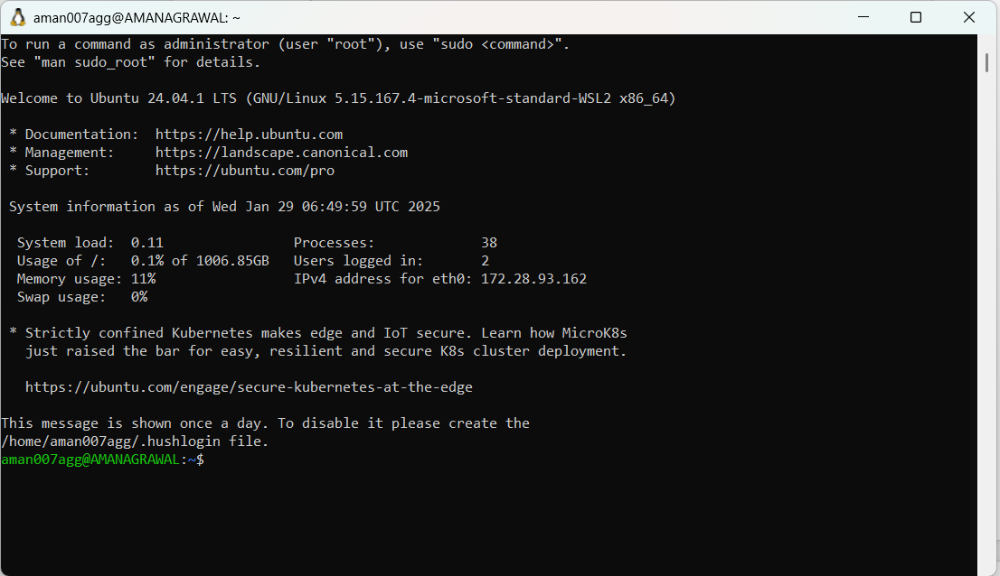 aman007agg@AMANAGRAWAL: ~
To run a command as administrator (user "root"), use "sudo <command>".
See "man sudo_root" for details.
Welcome to Ubuntu 24.04.1 LTS (GNU/Linux 5.15.167.4-microsoft-standard-WSL2 x86_64)
* Documentation:  https://help.ubuntu.com
* Management:     https://landscape.canonical.com
* Support:        https://ubuntu.com/pro
System information as of Wed Jan 29 06:49:59 UTC 2025
System load:  0.11                Processes:             38
Usage of /:   0.1% of 1006.85GB   Users logged in:       2
Memory usage: 11%                 IPv4 address for eth0: 172.28.93.162
Swap usage:   0%
* Strictly confined Kubernetes makes edge and IoT secure. Learn how MicroK8s
just raised the bar for easy, resilient and secure K8s cluster deployment.
https://ubuntu.com/engage/secure-kubernetes-at-the-edge
This message is shown once a day. To disable it please create the
/home/aman007agg/.hushlogin file.
aman007agg@AMANAGRAWAL:~$